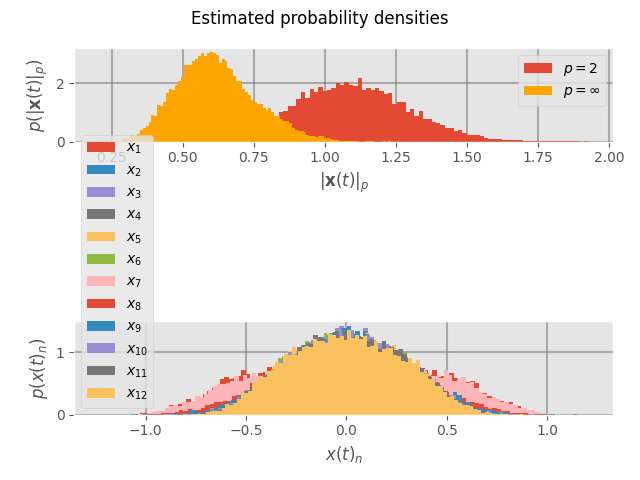 Estimated probability densities
p(|x(t)|_p)
2
0
p = 2
p = ∞
0.25 0.50 0.75 1.00 1.25 1.50 1.75 2.00
|x(t)|_p
x_1
x_2
x_3
x_4
x_5
x_6
x_7
x_8
x_9
x_10
x_11
x_12
p(x(t)_n)
1
0
−1.0 −0.5 0.0 0.5 1.0
x(t)_n